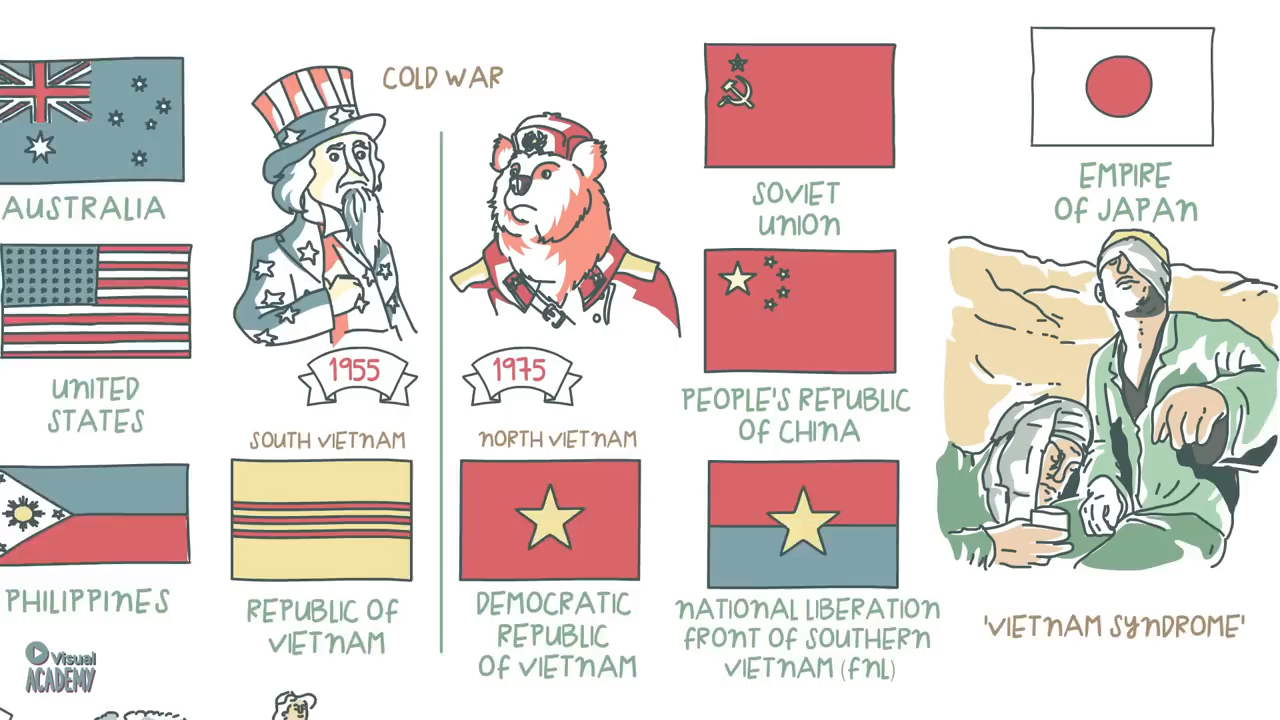 COLD WAR
AUSTRALIA
UNITED
STATES
PHILIPPINES
1955
1975
SOUTH VIETNAM
NORTH VIETNAM
REPUBLIC OF
VIETNAM
DEMOCRATIC
REPUBLIC
OF VIETNAM
SOVIET
UNION
PEOPLE'S REPUBLIC
OF CHINA
NATIONAL LIBERATION
FRONT OF SOUTHERN
VIETNAM (FNL)
EMPIRE
OF JAPAN
'VIETNAM SYNDROME'
Visual
ACADEMY